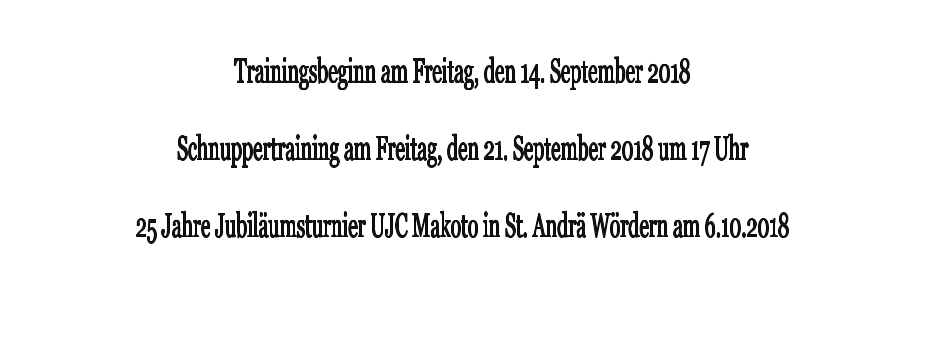 Trainingsbeginn am Freitag, den 14. September 2018
Schnuppertraining am Freitag, den 21. September 2018 um 17 Uhr
25 Jahre Jubiläumsturnier UJC Makoto in St. Andrä Wördern am 6.10.2018